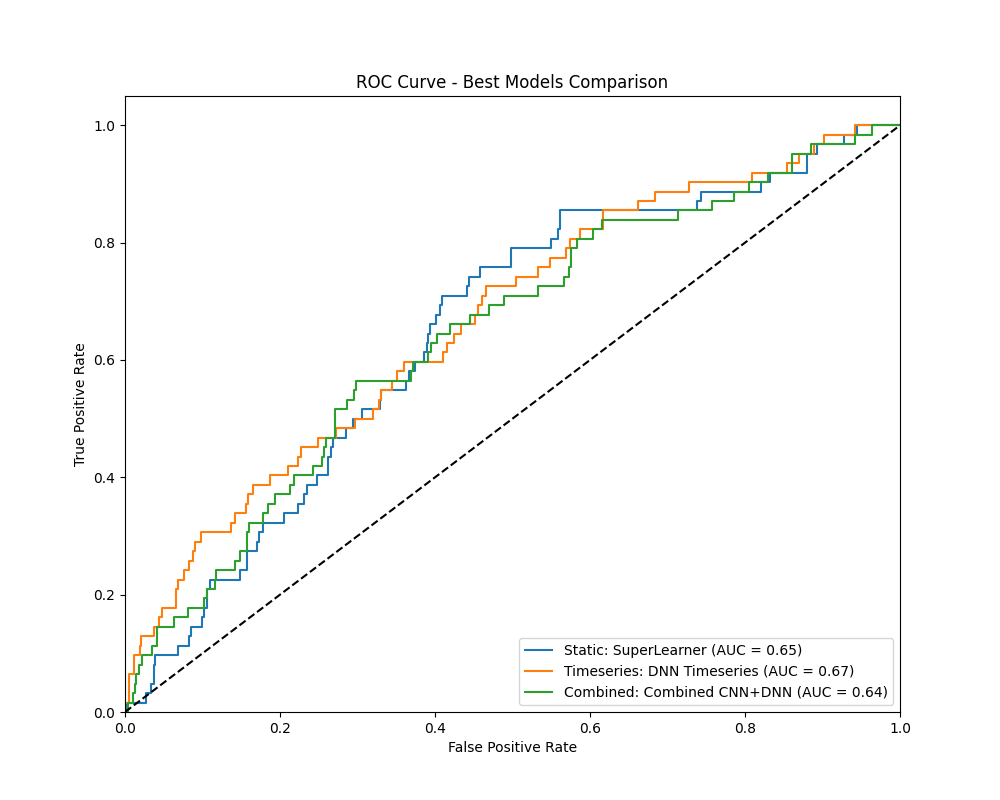 ROC Curve - Best Models Comparison
1.0
0.8
0.6
0.4
0.2
0.0
True Positive Rate
Static: SuperLearner (AUC = 0.65)
Timeseries: DNN Timeseries (AUC = 0.67)
Combined: Combined CNN+DNN (AUC = 0.64)
0.0 0.2 0.4 0.6 0.8 1.0
False Positive Rate